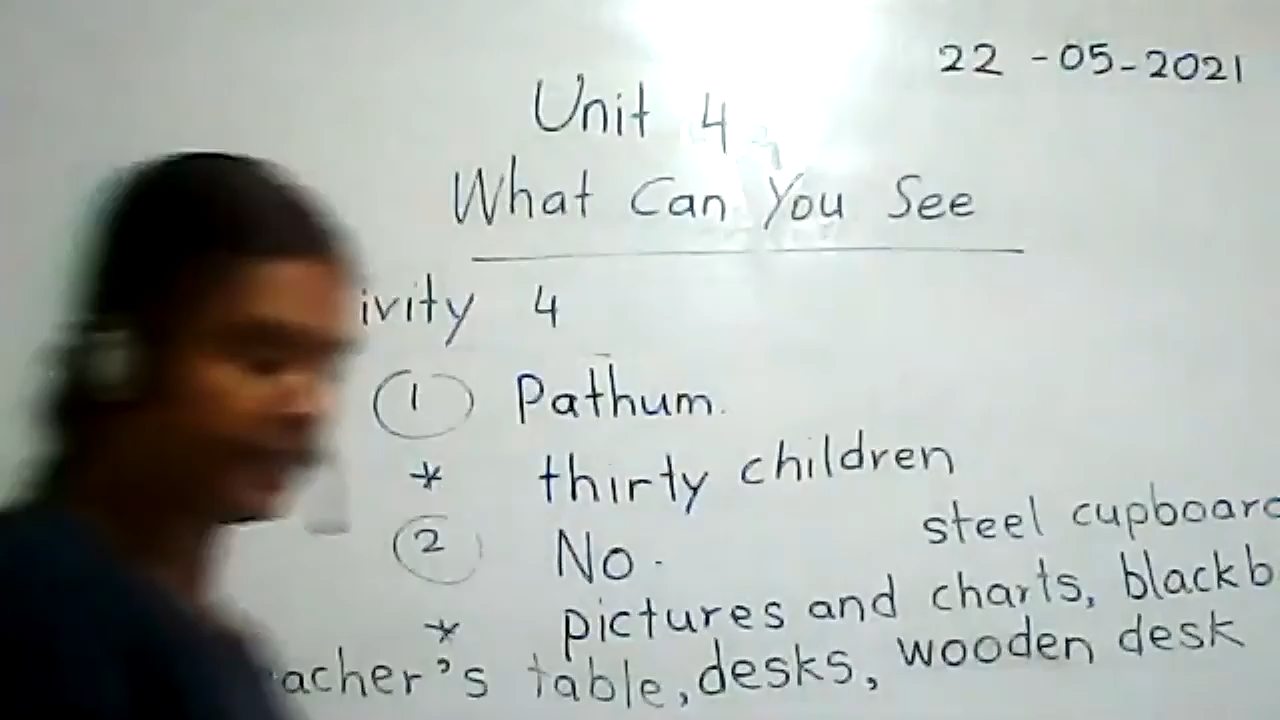 22 -05-2021
Unit 4
What Can You See
ivity 4
1 Pathum.
* thirty children
2 No.
steel cupboard
* pictures and charts, blackb
acher's table, desks, wooden desk